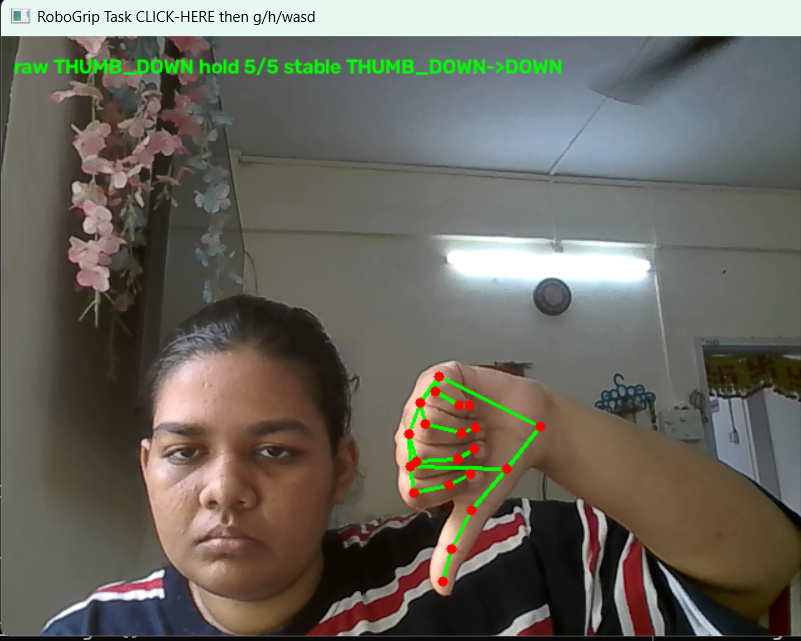 RoboGrip Task CLICK-HERE then g/h/wasd
raw THUMB_DOWN hold 5/5 stable THUMB_DOWN->DOWN